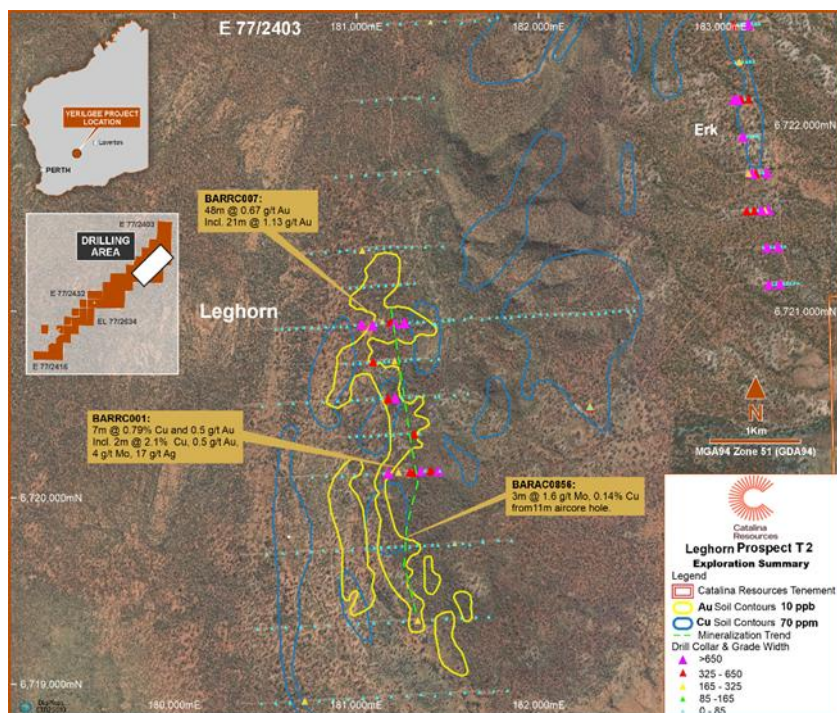 E 77/2403
181,000mE
182,000mE
183,000mE
YERILGEE PROJECT
LOCATION
Laverton
PERTH
Erk
6,722,000mN
BARRC007:
48m @ 0.67 g/t Au
Incl. 21m @ 1.13 g/t Au
E 77/2403
DRILLING
AREA
E 77/2432
EL 77/2634
E 77/2416
Leghorn
6,721,000mN
BARRC001:
7m @ 0.79% Cu and 0.5 g/t Au
Incl. 2m @ 2.1% Cu, 0.5 g/t Au,
4 g/t Mo, 17 g/t Ag
N
1Km
MGA94 Zone 51 (GDA94)
BARAC0856:
3m @ 1.6 g/t Mo, 0.14% Cu
from11m aircore hole.
6,720,000mN
Catalina
Resources
Leghorn Prospect T 2
Exploration Summary
Legend
Catalina Resources Tenement
Au Soil Contours 10 ppb
Cu Soil Contours 70 ppm
Mineralization Trend
Drill Collar & Grade Width
>650
325 - 650
165 - 325
85 -165
0 - 85
6,719,000mN
180,000mE
181,000mE
182,000mE